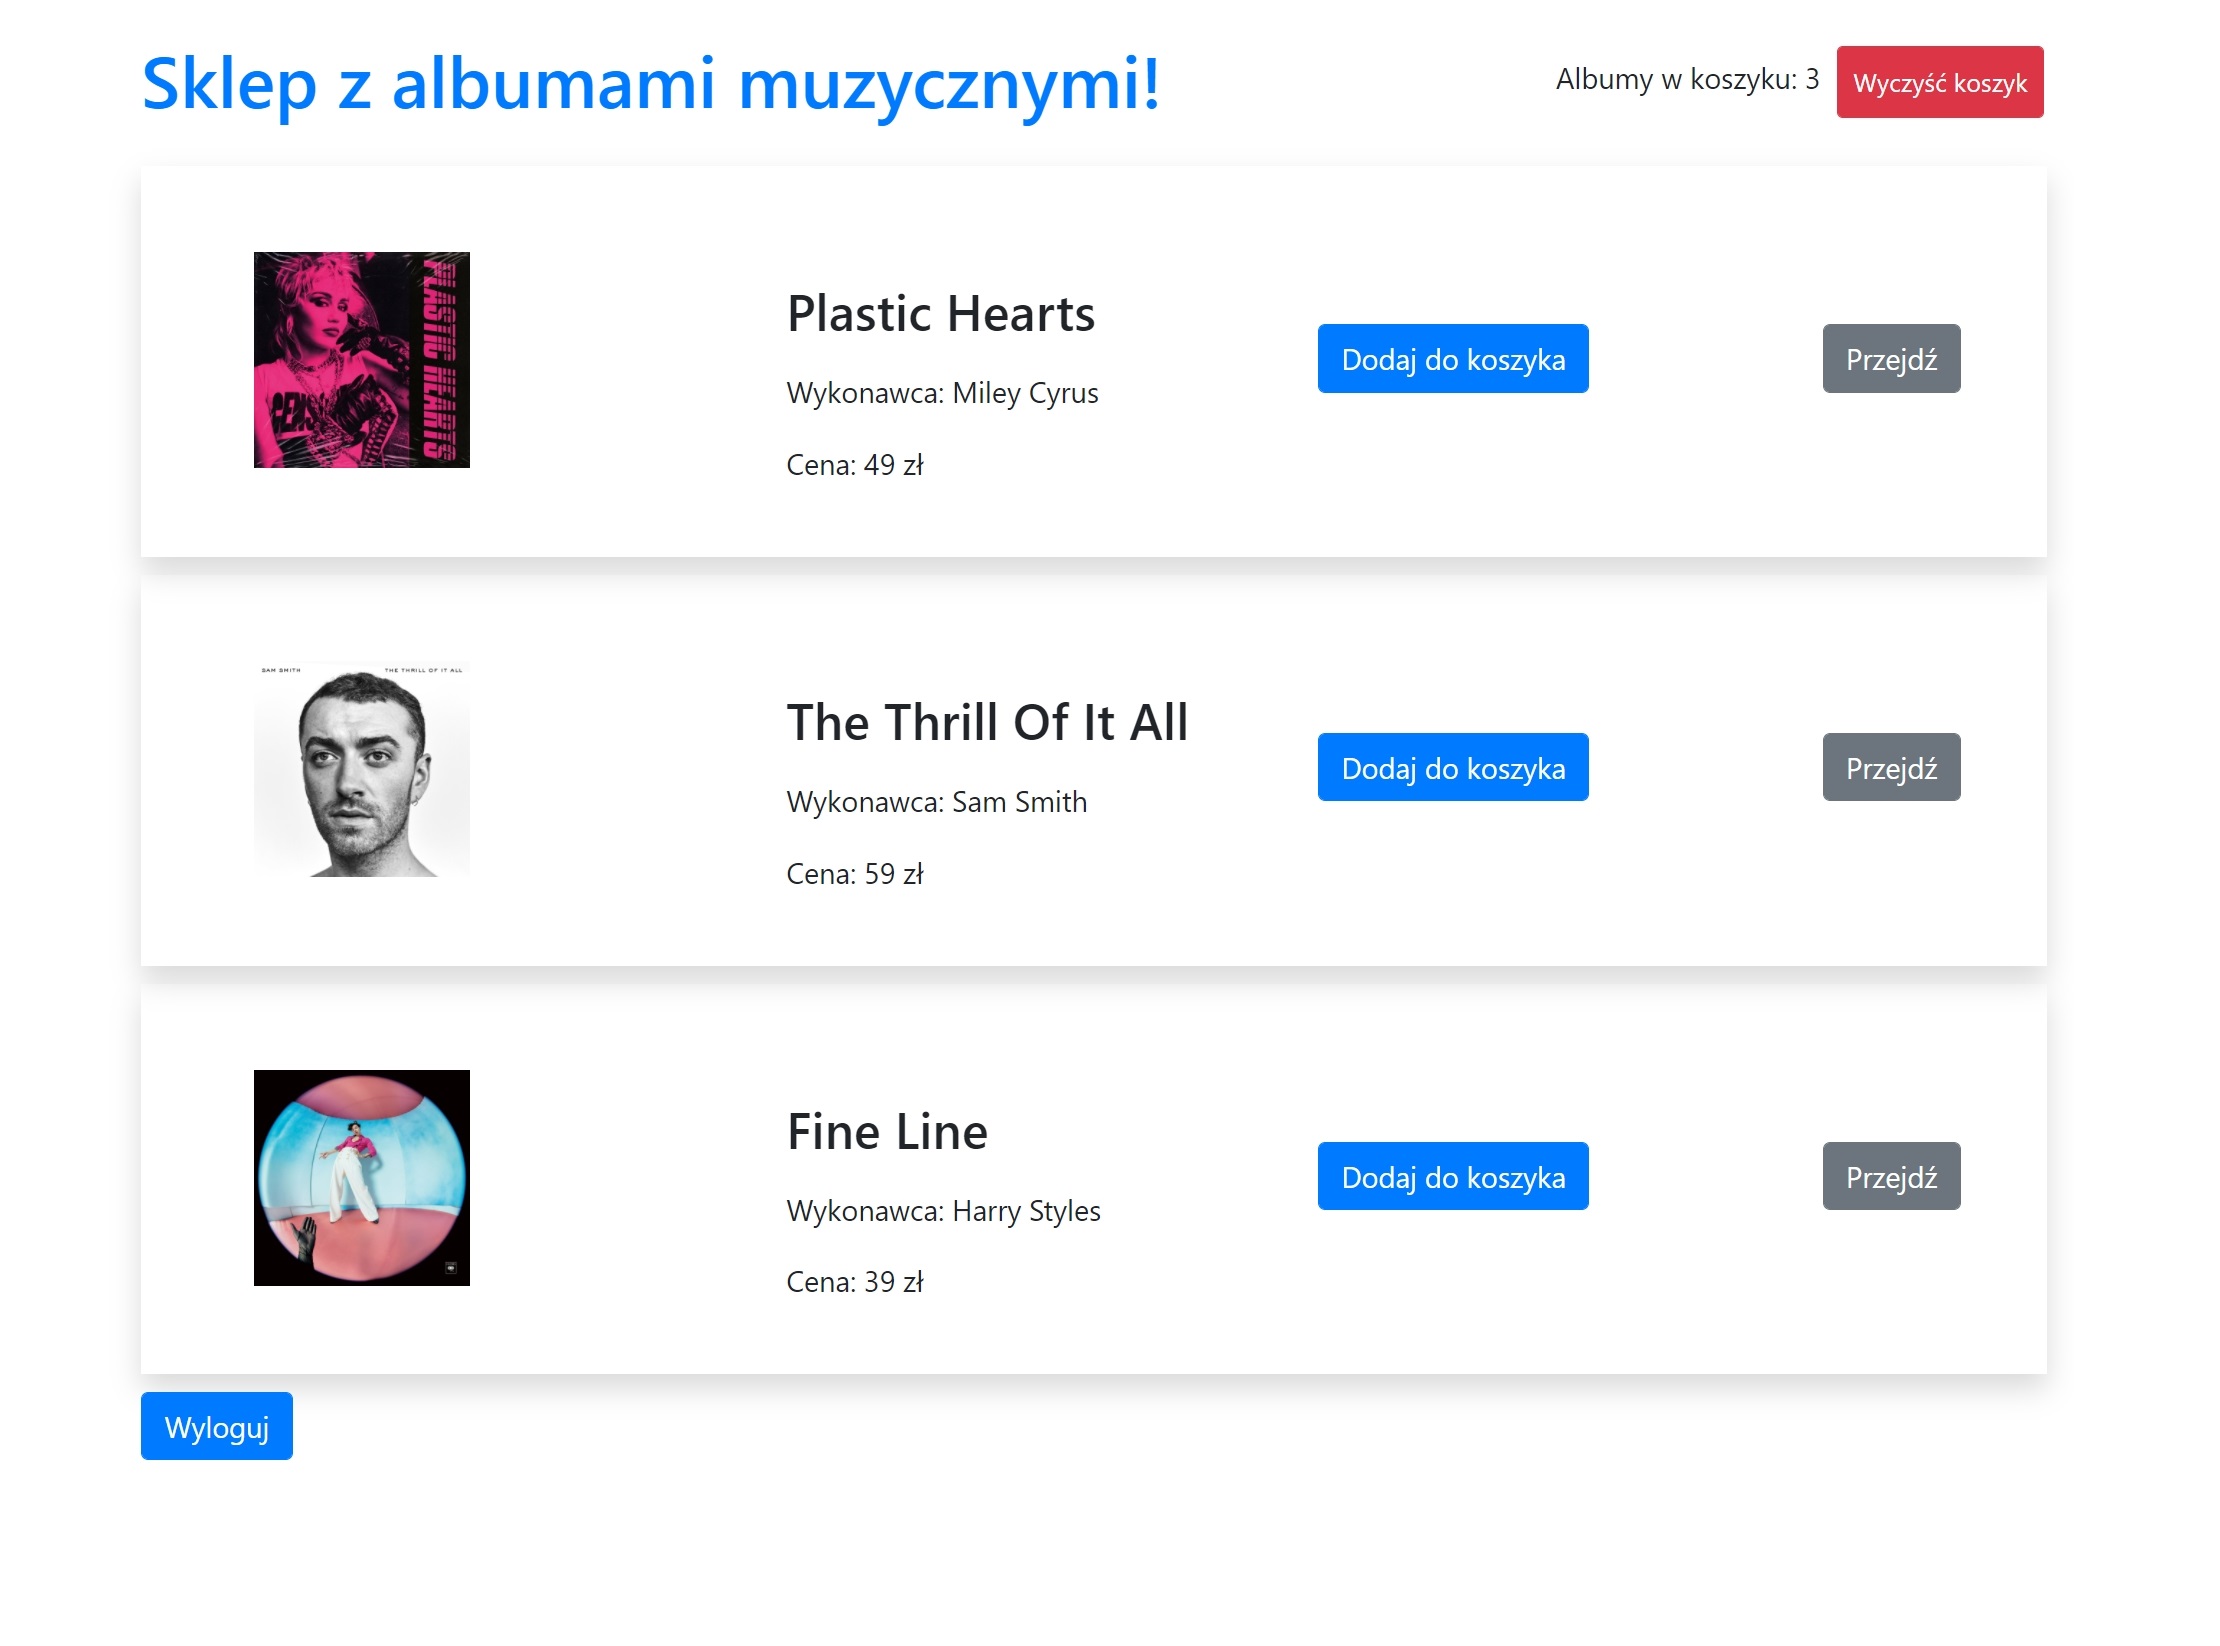 Sklep z albumami muzycznymi!
Albumy w koszyku: 3
Wyczyść koszyk
PLASTIC HEARTS
Plastic Hearts
Wykonawca: Miley Cyrus
Cena: 49 zł
Dodaj do koszyka
Przejdź
SAM SMITH
THE THRILL OF IT ALL
The Thrill Of It All
Wykonawca: Sam Smith
Cena: 59 zł
Dodaj do koszyka
Przejdź
Fine Line
Wykonawca: Harry Styles
Cena: 39 zł
Dodaj do koszyka
Przejdź
Wyloguj